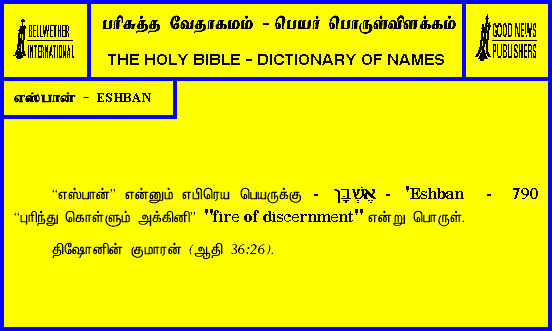 BELLWETHER
INTERNATIONAL
பரிசுத்த வேதாகமம் - பெயர் பொருள்விளக்கம்
THE HOLY BIBLE - DICTIONARY OF NAMES
GOOD NEWS
PUBLISHERS
எஸ்பான் - ESHBAN
“எஸ்பான்” என்னும் எபிரெய பெயருக்கு - אֶשְׁבָּן - 'Eshban - 790
“புரிந்து கொள்ளும் அக்கினி” "fire of discernment" என்று பொருள்.
திஷோனின் குமாரன் (ஆதி 36:26).